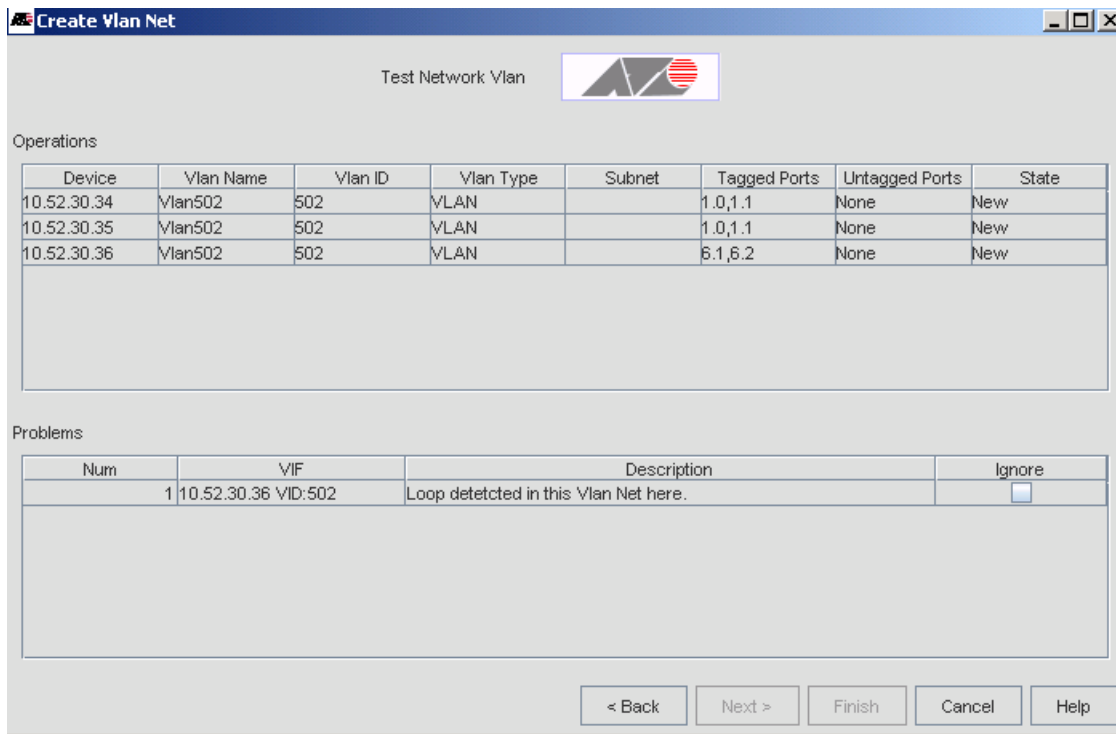 Create Vlan Net
Test Network Vlan
Operations
Device Vlan Name Vlan ID Vlan Type Subnet Tagged Ports Untagged Ports State
10.52.30.34 Vlan502 502 VLAN 1.0,1.1 None New
10.52.30.35 Vlan502 502 VLAN 1.0,1.1 None New
10.52.30.36 Vlan502 502 VLAN 6.1,6.2 None New
Problems
Num VIF Description Ignore
1 10.52.30.36 VID:502 Loop detetcted in this Vlan Net here.
< Back Next > Finish Cancel Help